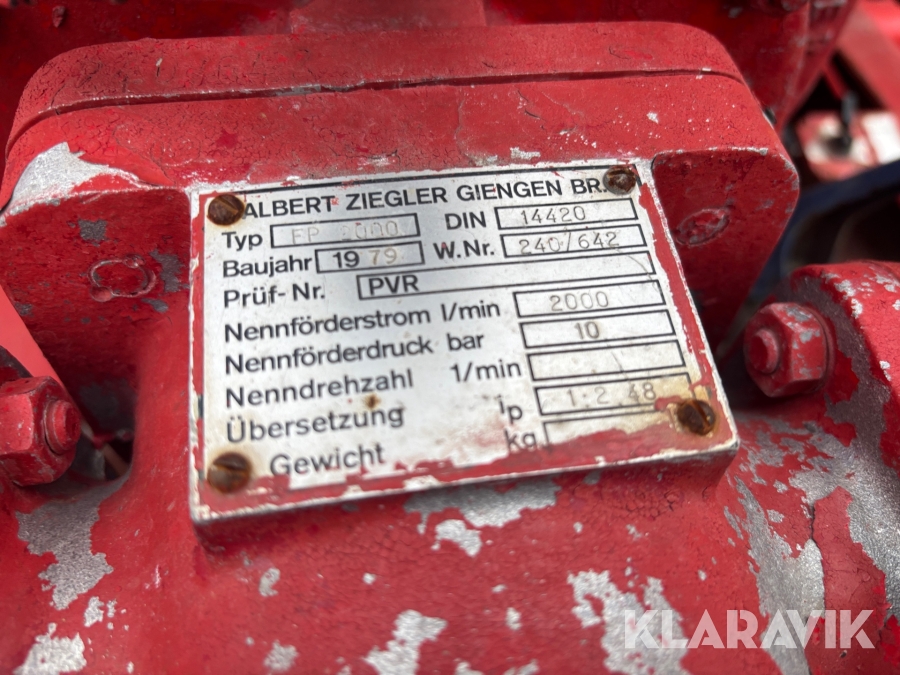 ALBERT ZIEGLER GIENGEN BR.
Typ FP 2000 DIN 14420
Baujahr 1979 W.Nr. 240/642
Prüf-Nr. PVR
Nennförderstrom l/min 2000
Nennförderdruck bar 10
Nenndrehzahl 1/min
Übersetzung ip 1:2,48
Gewicht kg
KLARAVIK